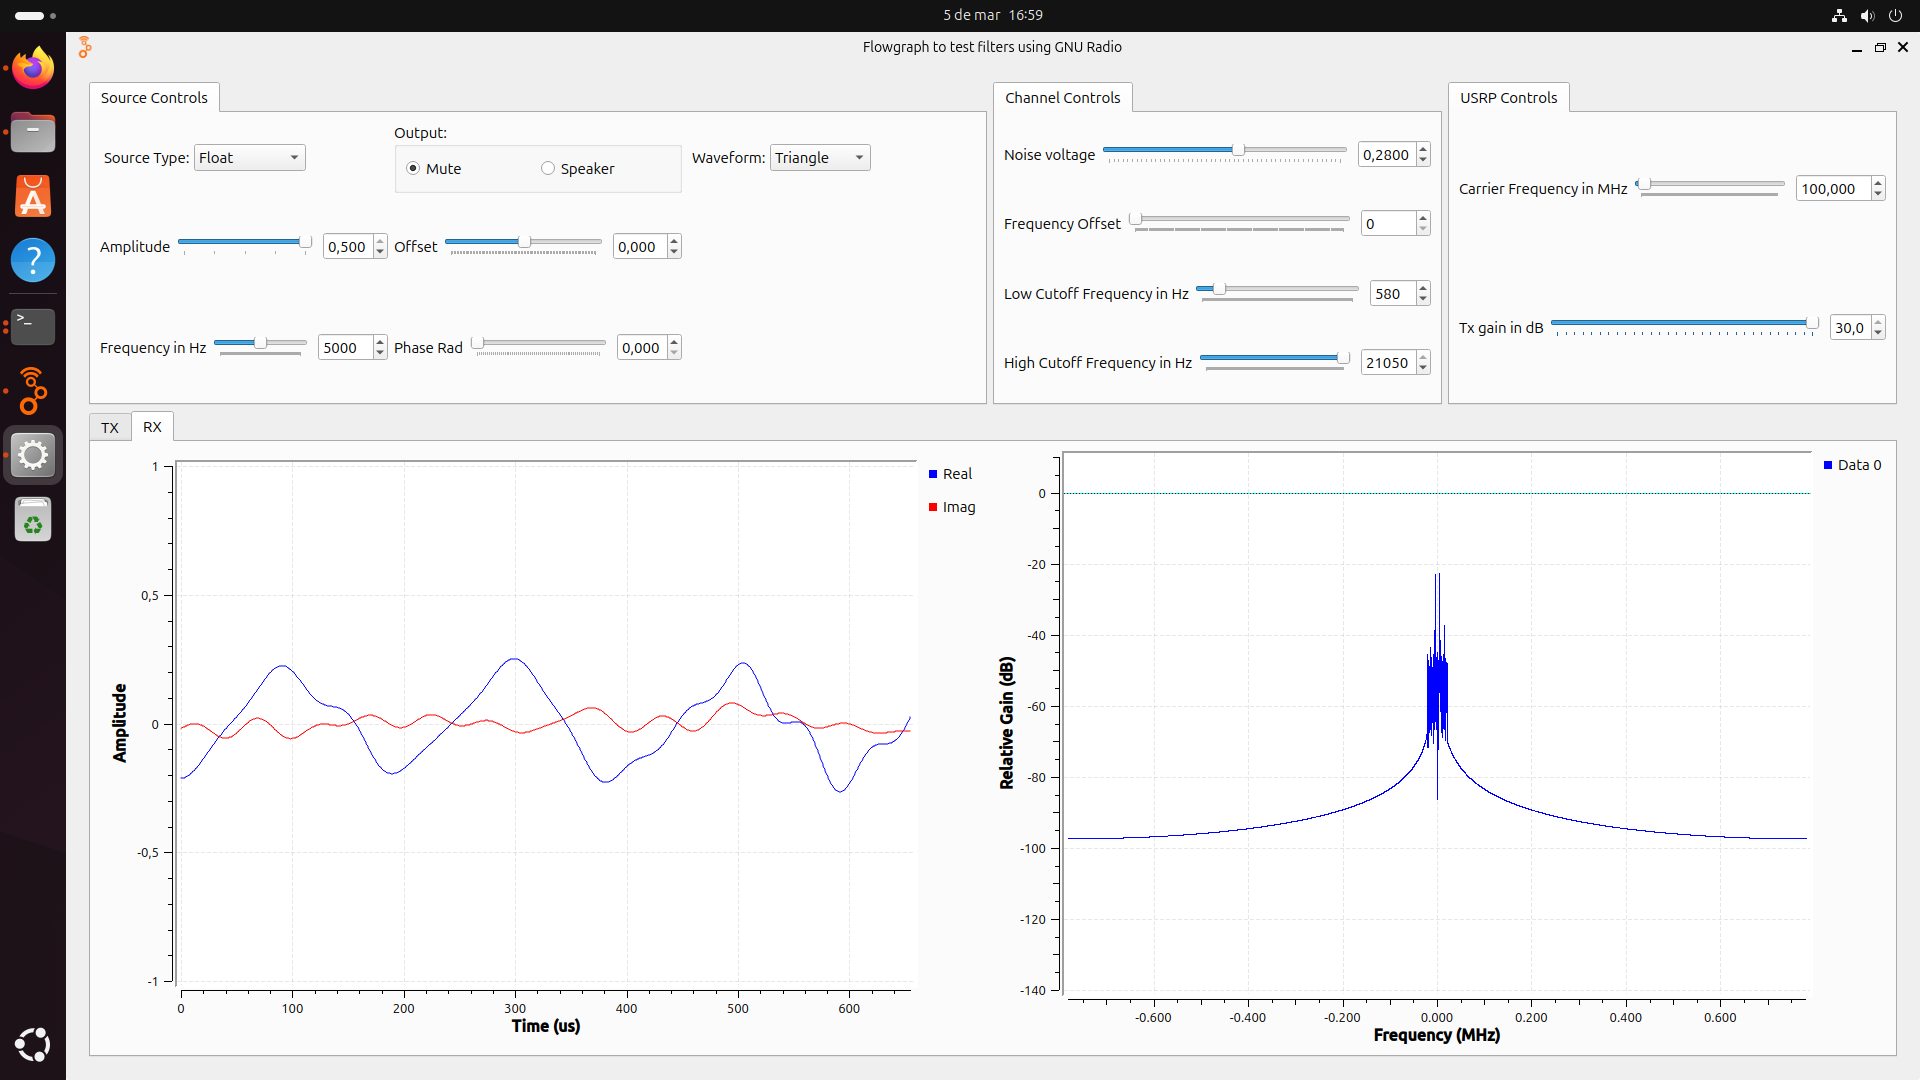 5 de mar 16:59
Flowgraph to test filters using GNU Radio
Source Controls
Source Type: Float
Output:
Mute
Speaker
Waveform: Triangle
Amplitude 0,500
Offset 0,000
Frequency in Hz 5000
Phase Rad 0,000
Channel Controls
Noise voltage 0,2800
Frequency Offset 0
Low Cutoff Frequency in Hz 580
High Cutoff Frequency in Hz 21050
USRP Controls
Carrier Frequency in MHz 100,000
Tx gain in dB 30,0
TX
RX
1
0,5
0
-0,5
-1
Amplitude
0 100 200 300 400 500 600
Time (us)
Real
Imag
0
-20
-40
-60
-80
-100
-120
-140
Relative Gain (dB)
-0.600 -0.400 -0.200 0.000 0.200 0.400 0.600
Frequency (MHz)
Data 0